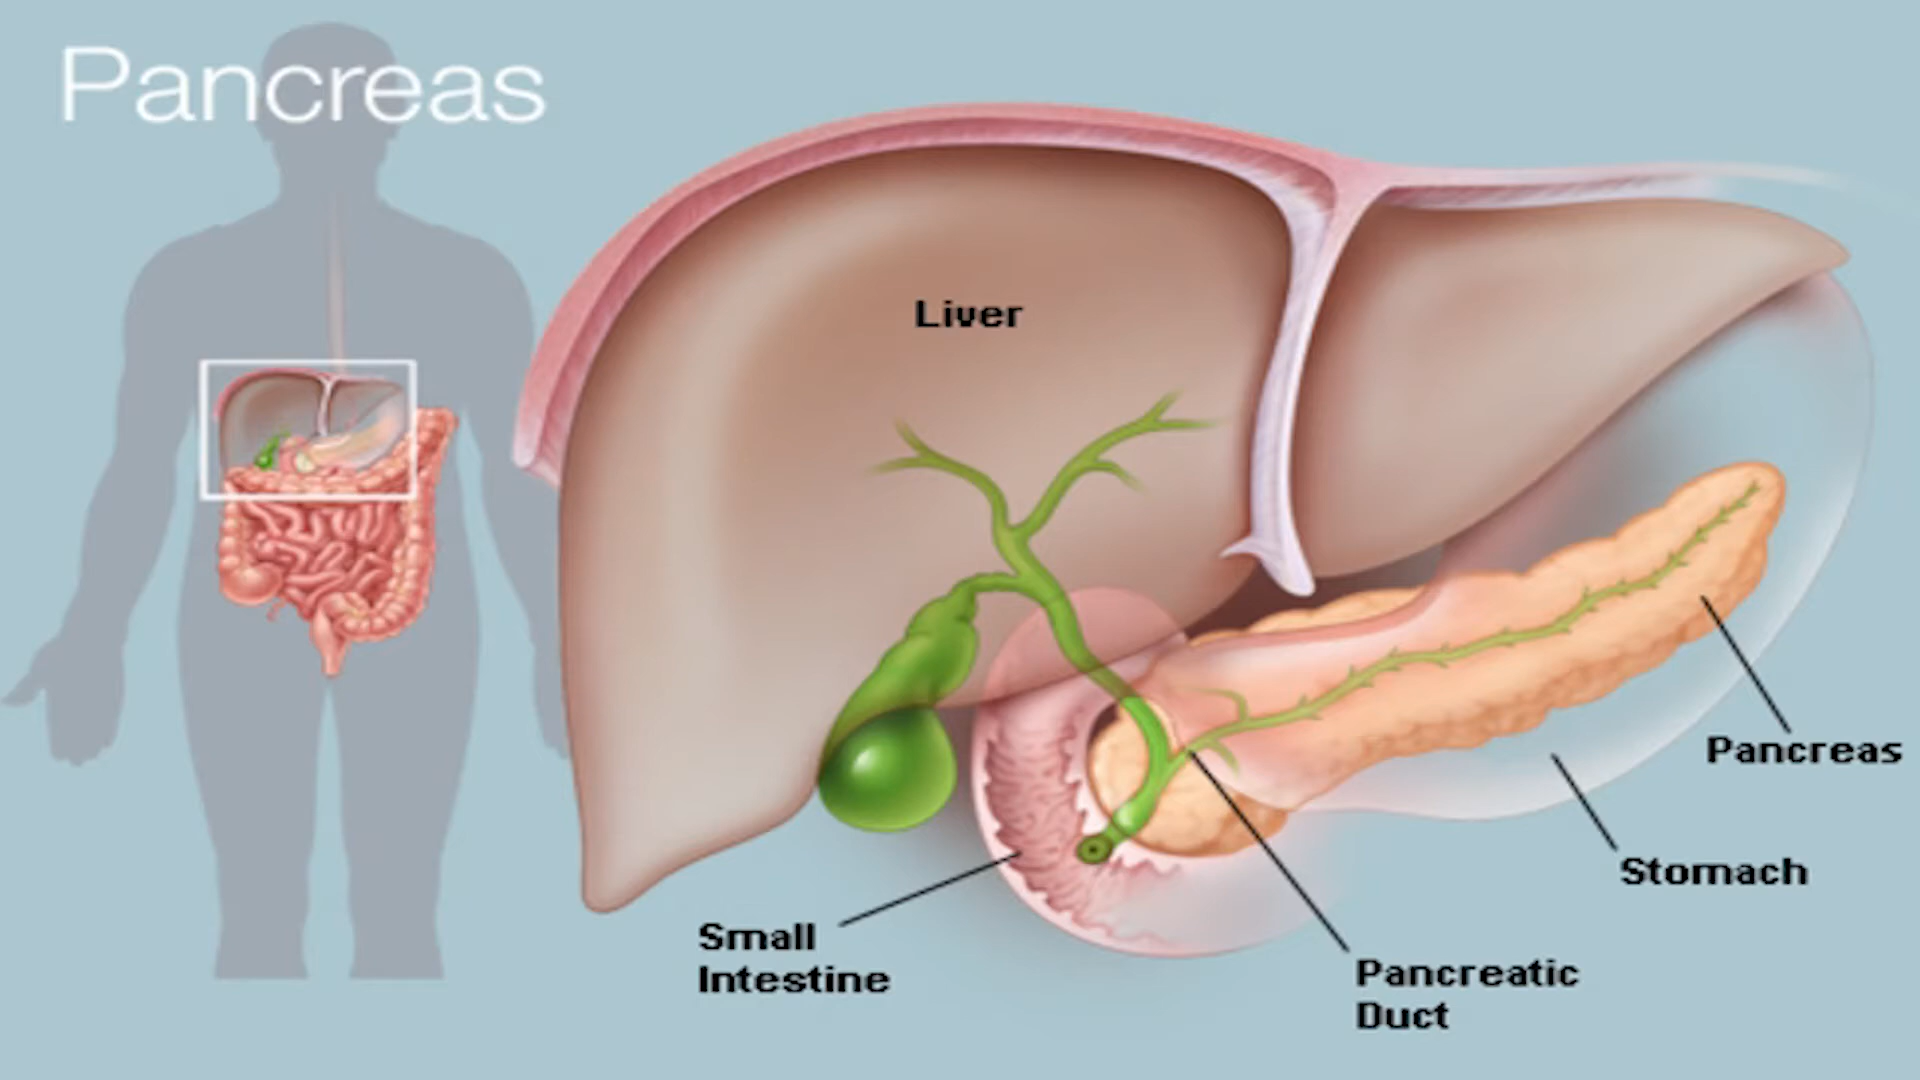 Pancreas
Liver
Pancreas
Stomach
Small
Intestine
Pancreatic
Duct